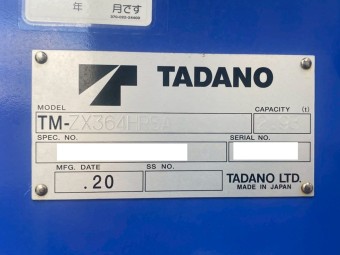 年 月です
TADANO
MODEL
CAPACITY (t)
TM-ZX364
SPEC. NO.
SERIAL NO.
MFG. DATE
SS NO.
.20
TADANO LTD.
MADE IN JAPAN